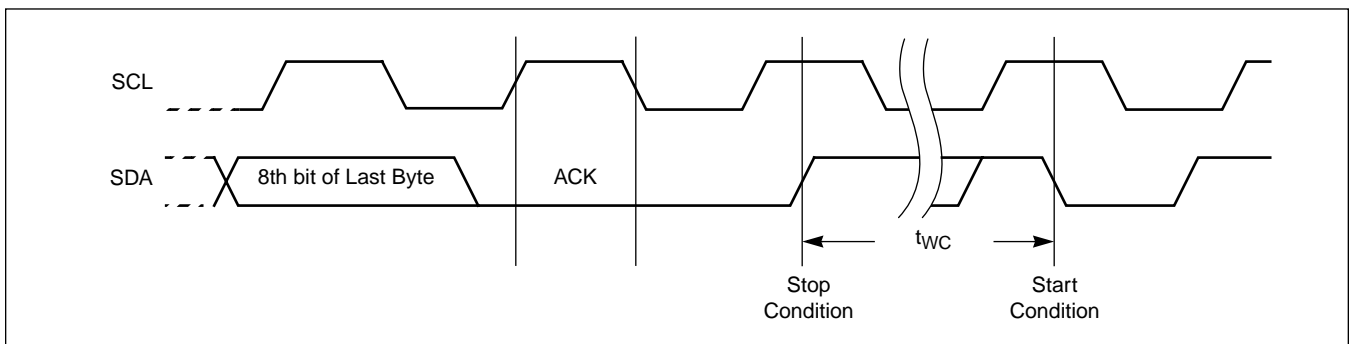 SCL
SDA
8th bit of Last Byte
ACK
tWC
Stop
Condition
Start
Condition